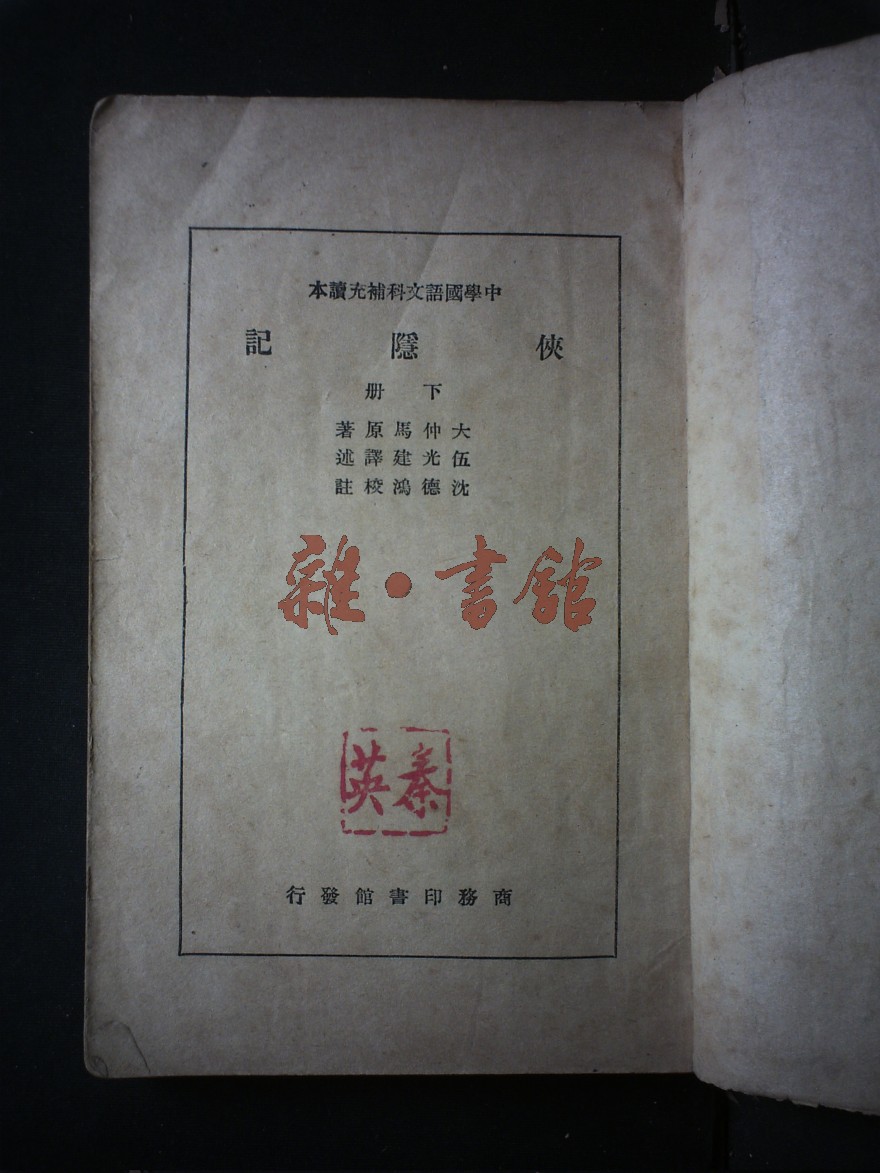 中學國語文科補充讀本
俠隱記
下册
大仲馬原著
伍光建譯述
沈德鴻校註
雜·書館
秦英
商務印書館發行